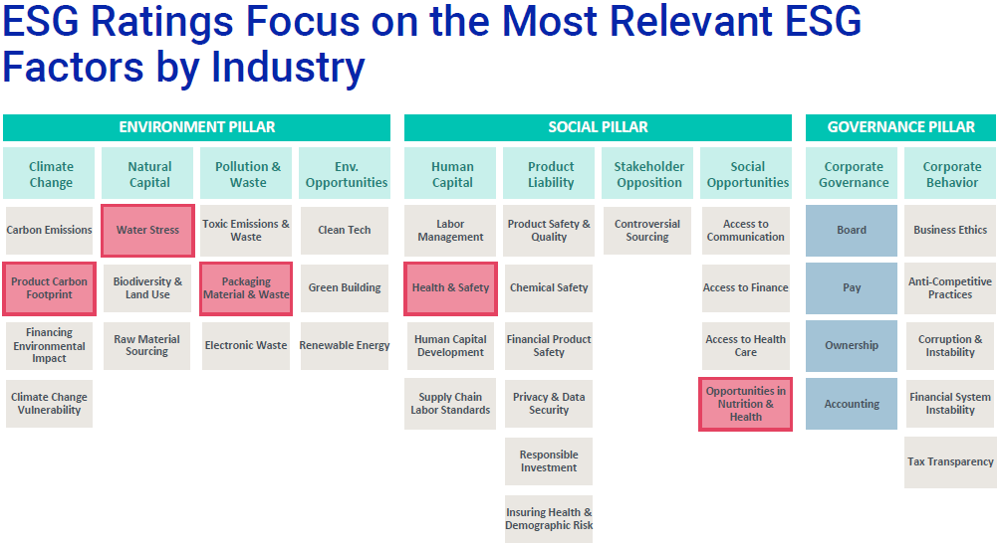 ESG Ratings Focus on the Most Relevant ESG
Factors by Industry
ENVIRONMENT PILLAR
SOCIAL PILLAR
GOVERNANCE PILLAR
Climate
Change
Natural
Capital
Pollution &
Waste
Env.
Opportunities
Human
Capital
Product
Liability
Stakeholder
Opposition
Social
Opportunities
Corporate
Governance
Corporate
Behavior
Carbon Emissions
Water Stress
Toxic Emissions &
Waste
Clean Tech
Labor
Management
Product Safety &
Quality
Controversial
Sourcing
Access to
Communication
Board
Business Ethics
Product Carbon
Footprint
Biodiversity &
Land Use
Packaging
Material & Waste
Green Building
Health & Safety
Chemical Safety
Access to Finance
Pay
Anti-Competitive
Practices
Financing
Environmental
Impact
Raw Material
Sourcing
Electronic Waste
Renewable Energy
Human Capital
Development
Financial Product
Safety
Access to Health
Care
Ownership
Corruption &
Instability
Climate Change
Vulnerability
Supply Chain
Labor Standards
Privacy & Data
Security
Opportunities in
Nutrition &
Health
Accounting
Financial System
Instability
Responsible
Investment
Tax Transparency
Insuring Health &
Demographic Risk